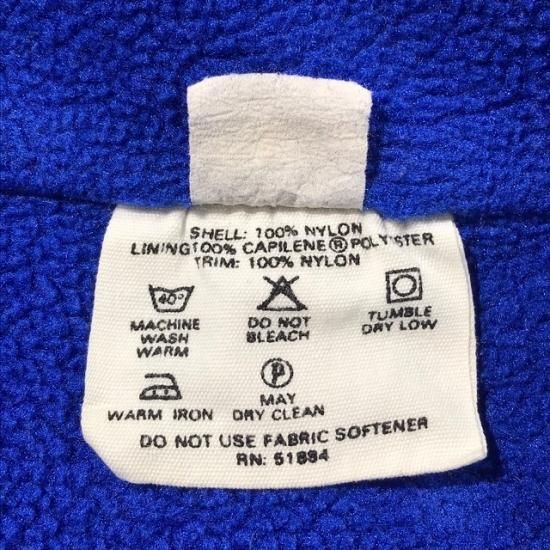 SHELL: 100% NYLON
LINING100% CAPILENE® POLYESTER
TRIM: 100% NYLON
40°
MACHINE WASH WARM
DO NOT BLEACH
TUMBLE DRY LOW
WARM IRON
P
MAY DRY CLEAN
DO NOT USE FABRIC SOFTENER
RN: 51884